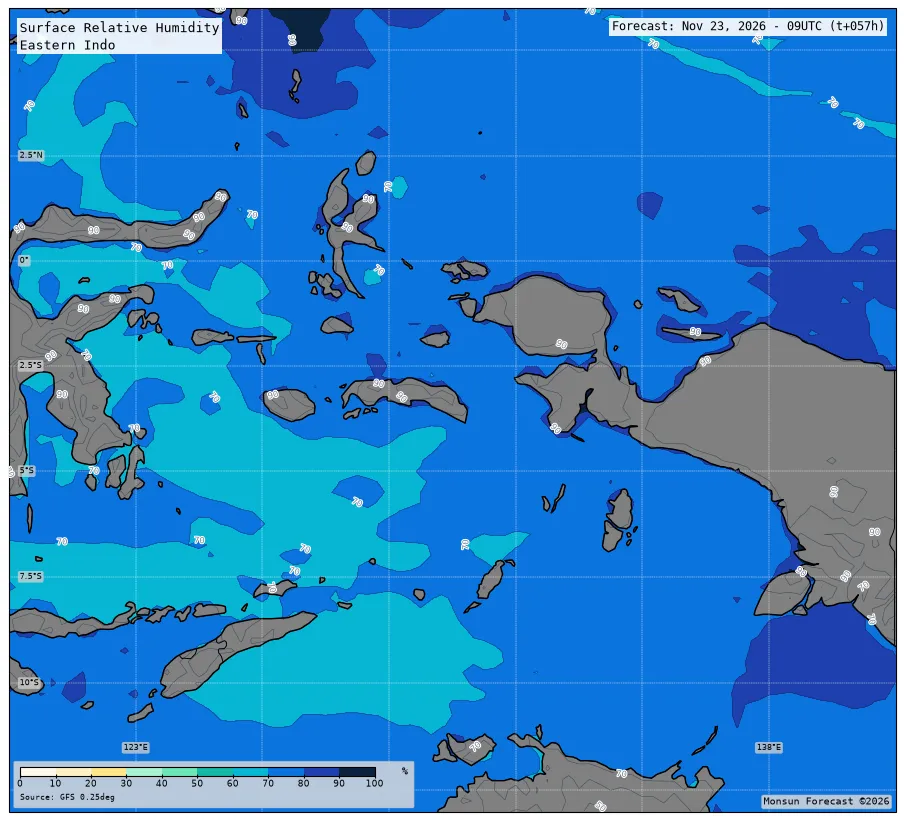 Surface Relative Humidity
Eastern Indo
Forecast: Nov 23, 2026 - 09UTC (t+057h)
2.5°N
0°
2.5°S
5°S
7.5°S
10°S
123°E
138°E
%
0 10 20 30 40 50 60 70 80 90 100
Source: GFS 0.25deg
Monsun Forecast ©2026